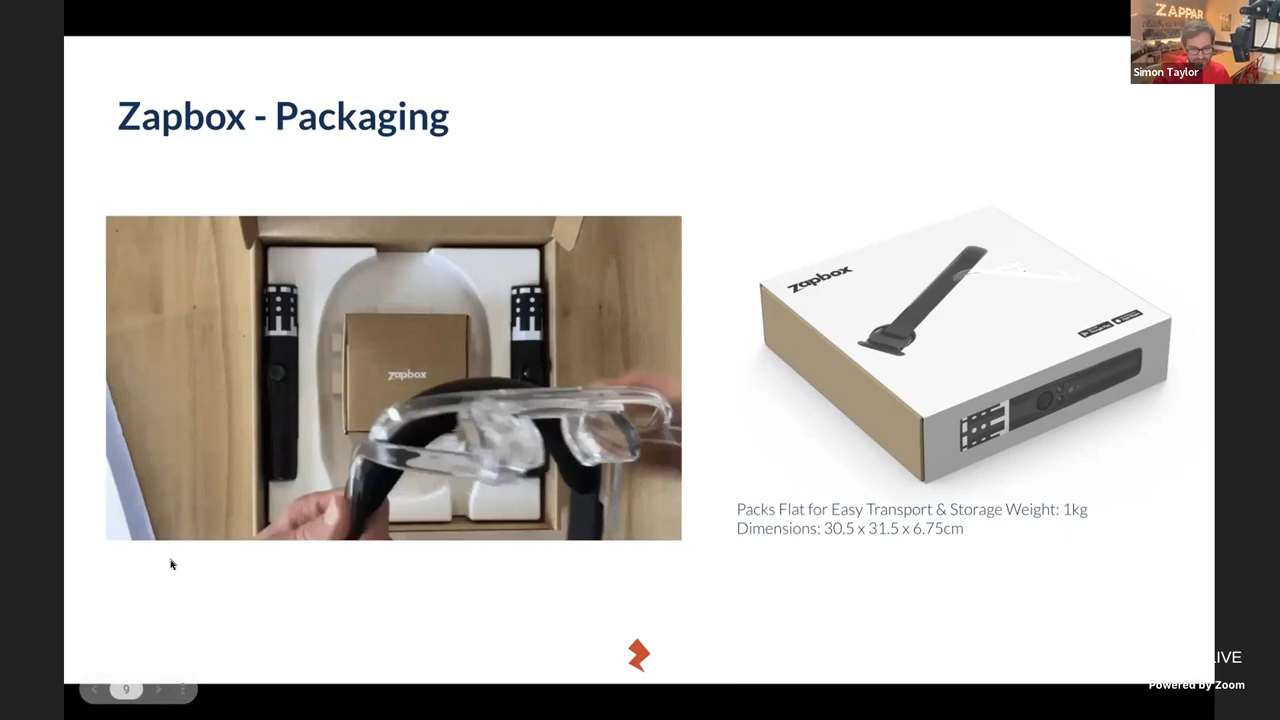 ZAPPAR
Simon Taylor
Zapbox - Packaging
zapbox
zapbox
Packs Flat for Easy Transport & Storage Weight: 1kg
Dimensions: 30.5 x 31.5 x 6.75cm
9
LIVE
Powered by Zoom